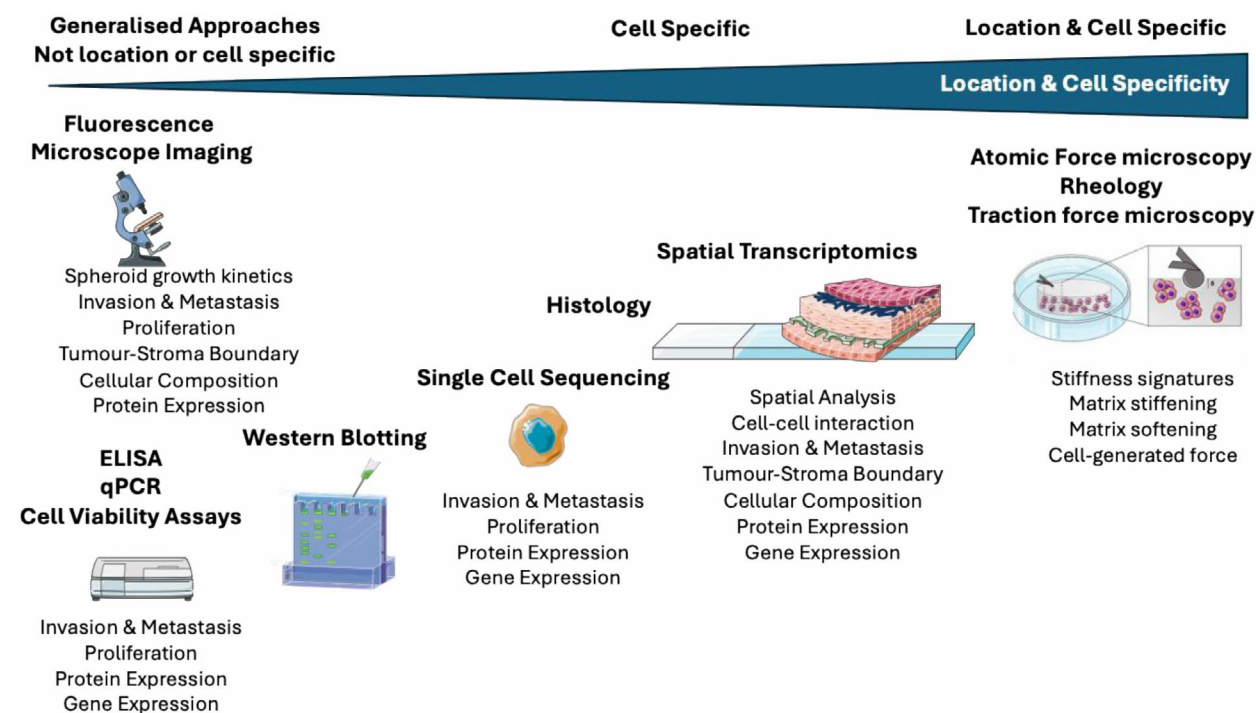 Generalised Approaches
Not location or cell specific
Cell Specific
Location & Cell Specific
Location & Cell Specificity
Fluorescence
Microscope Imaging
Spheroid growth kinetics
Invasion & Metastasis
Proliferation
Tumour-Stroma Boundary
Cellular Composition
Protein Expression
ELISA
qPCR
Cell Viability Assays
Invasion & Metastasis
Proliferation
Protein Expression
Gene Expression
Western Blotting
Single Cell Sequencing
Invasion & Metastasis
Proliferation
Protein Expression
Gene Expression
Histology
Spatial Transcriptomics
Spatial Analysis
Cell-cell interaction
Invasion & Metastasis
Tumour-Stroma Boundary
Cellular Composition
Protein Expression
Gene Expression
Atomic Force microscopy
Rheology
Traction force microscopy
Stiffness signatures
Matrix stiffening
Matrix softening
Cell-generated force